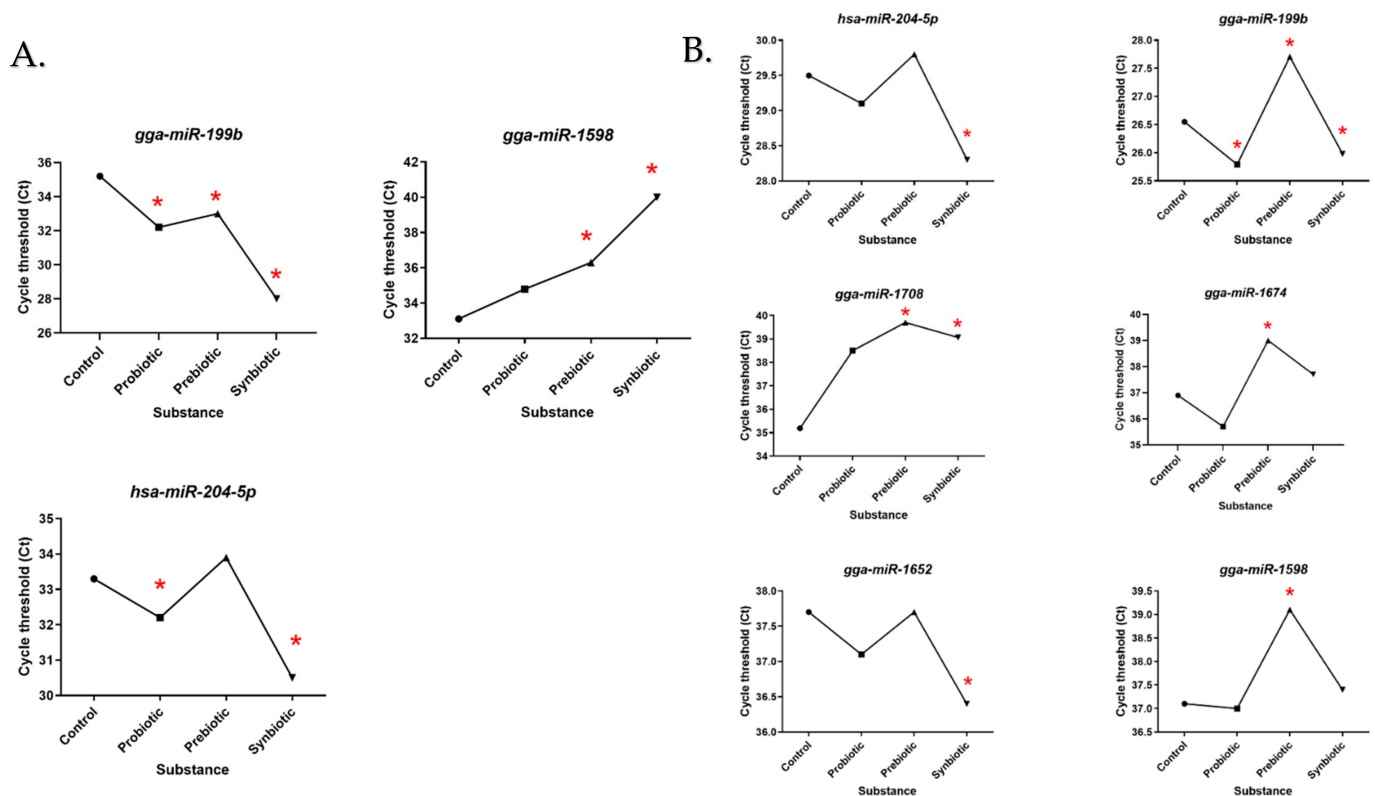 A.
gga-miR-199b
Cycle threshold (Ct)
36
34
32
30
28
26
Control
Probiotic
Prebiotic
Synbiotic
Substance
*
*
*
gga-miR-1598
Cycle threshold (Ct)
42
40
38
36
34
32
Control
Probiotic
Prebiotic
Synbiotic
Substance
*
*
hsa-miR-204-5p
Cycle threshold (Ct)
35
34
33
32
31
30
Control
Probiotic
Prebiotic
Synbiotic
Substance
*
*
B.
hsa-miR-204-5p
Cycle threshold (Ct)
30.0
29.5
29.0
28.5
28.0
Control
Probiotic
Prebiotic
Synbiotic
Substance
*
gga-miR-199b
Cycle threshold (Ct)
28.0
27.5
27.0
26.5
26.0
25.5
Control
Probiotic
Prebiotic
Synbiotic
Substance
*
*
*
gga-miR-1708
Cycle threshold (Ct)
40
39
38
37
36
35
34
Control
Probiotic
Prebiotic
Synbiotic
Substance
*
*
gga-miR-1674
Cycle threshold (Ct)
40
39
38
37
36
35
Control
Probiotic
Prebiotic
Synbiotic
Substance
*
gga-miR-1652
Cycle threshold (Ct)
38.0
37.5
37.0
36.5
36.0
Control
Probiotic
Prebiotic
Synbiotic
Substance
*
gga-miR-1598
Cycle threshold (Ct)
39.5
39.0
38.5
38.0
37.5
37.0
36.5
Control
Probiotic
Prebiotic
Synbiotic
Substance
*